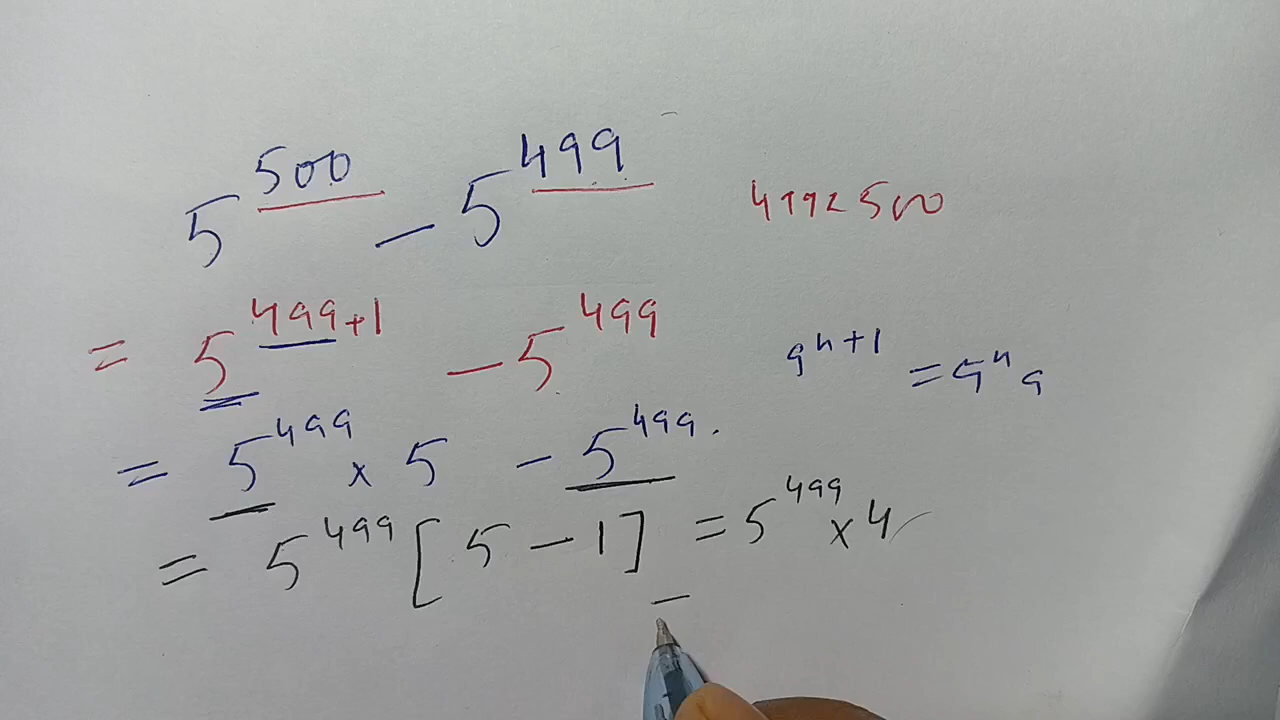 5^500 - 5^499
499<500
= 5^499+1 - 5^499
a^n+1 = a^n a
= 5^499 × 5 - 5^499.
= 5^499 [5 - 1] = 5^499 × 4